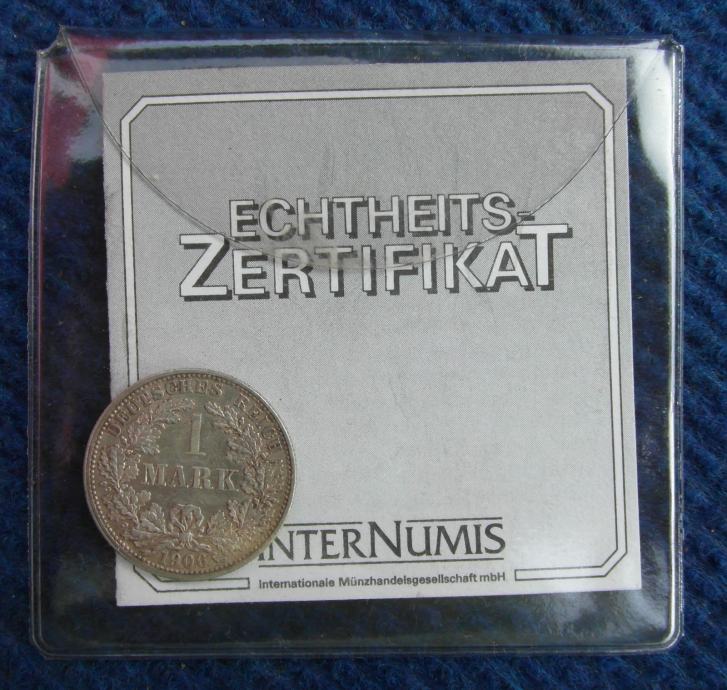 ECHTHEITS-
ZERTIFIKAT
DEUTSCHES REICH
1
MARK
INTERNUMIS
Internationale Münzhandelsgesellschaft mbH